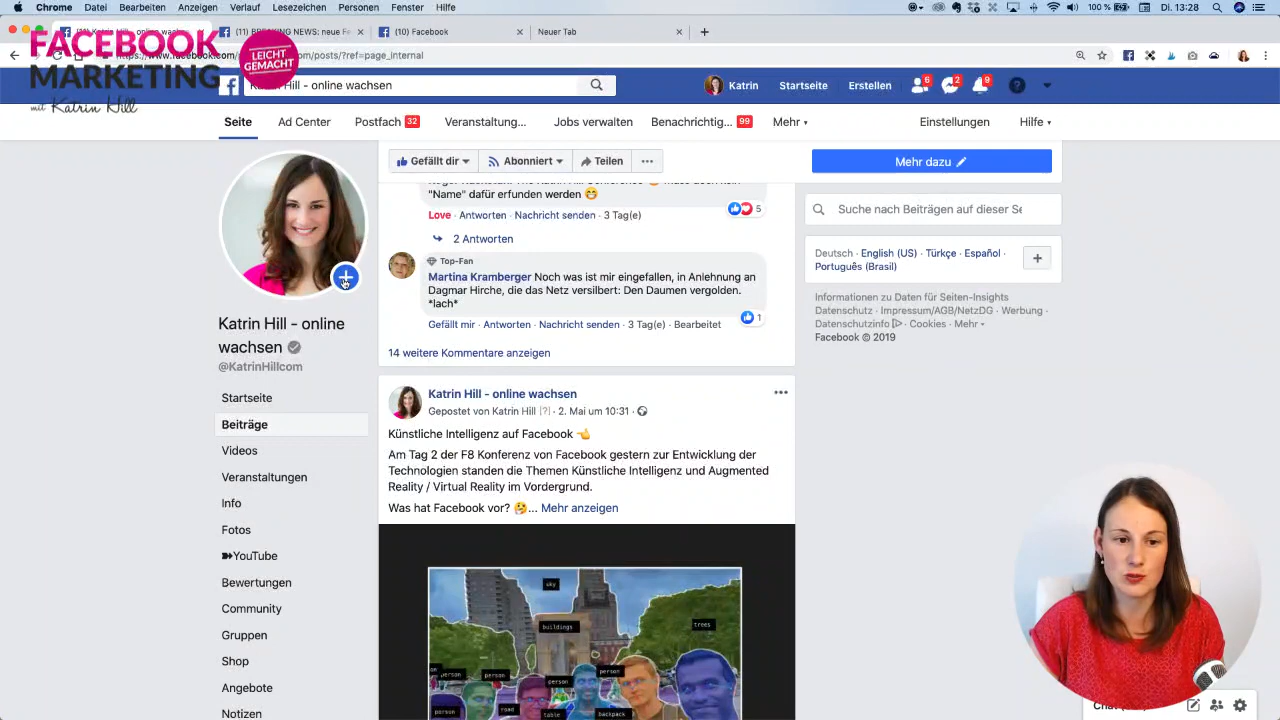 Chrome Datei Bearbeiten Anzeigen Verlauf Lesezeichen Personen Fenster Hilfe
100% Di. 13:28
(11) BREAKING NEWS: neue F
(10) Facebook
Neuer Tab
FACEBOOK
MARKETING
mit Katrin Hill
LEICHT
GEMACHT
posts/?ref=page_internal
Hill - online wachsen
Katrin Startseite Erstellen 6 2 9
Seite Ad Center Postfach 32 Veranstaltung... Jobs verwalten Benachrichtig... 99 Mehr Einstellungen Hilfe
Gefällt dir Abonniert Teilen ...
Mehr dazu
"Name" dafür erfunden werden
Love · Antworten · Nachricht senden · 3 Tag(e) 5
2 Antworten
Top-Fan
Martina Kramberger Noch was ist mir eingefallen, in Anlehnung an
Dagmar Hirche, die das Netz versilbert: Den Daumen vergolden.
*lach*
Gefällt mir · Antworten · Nachricht senden · 3 Tag(e) · Bearbeitet 1
14 weitere Kommentare anzeigen
Suche nach Beiträgen auf dieser Se
Deutsch · English (US) · Türkçe · Español ·
Português (Brasil)
Informationen zu Daten für Seiten-Insights
Datenschutz · Impressum/AGB/NetzDG · Werbung ·
Datenschutzinfo · Cookies · Mehr
Facebook © 2019
Katrin Hill - online
wachsen
@KatrinHillcom
Startseite
Beiträge
Videos
Veranstaltungen
Info
Fotos
YouTube
Bewertungen
Community
Gruppen
Shop
Angebote
Notizen
Katrin Hill - online wachsen
Gepostet von Katrin Hill [?] · 2. Mai um 10:31 ·
Künstliche Intelligenz auf Facebook
Am Tag 2 der F8 Konferenz von Facebook gestern zur Entwicklung der
Technologien standen die Themen Künstliche Intelligenz und Augmented
Reality / Virtual Reality im Vordergrund.
Was hat Facebook vor? ... Mehr anzeigen
sky
buildings
trees
person
person
person
person
person
person
road
table
backpack